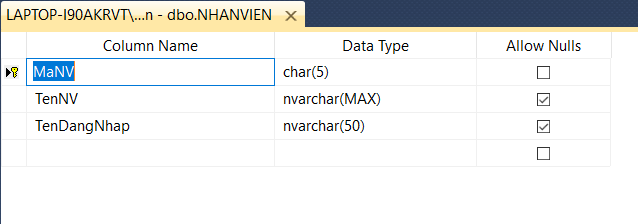 LAPTOP-I90AKRVT\...n - dbo.NHANVIEN
Column Name Data Type Allow Nulls
MaNV char(5)
TenNV nvarchar(MAX)
TenDangNhap nvarchar(50)